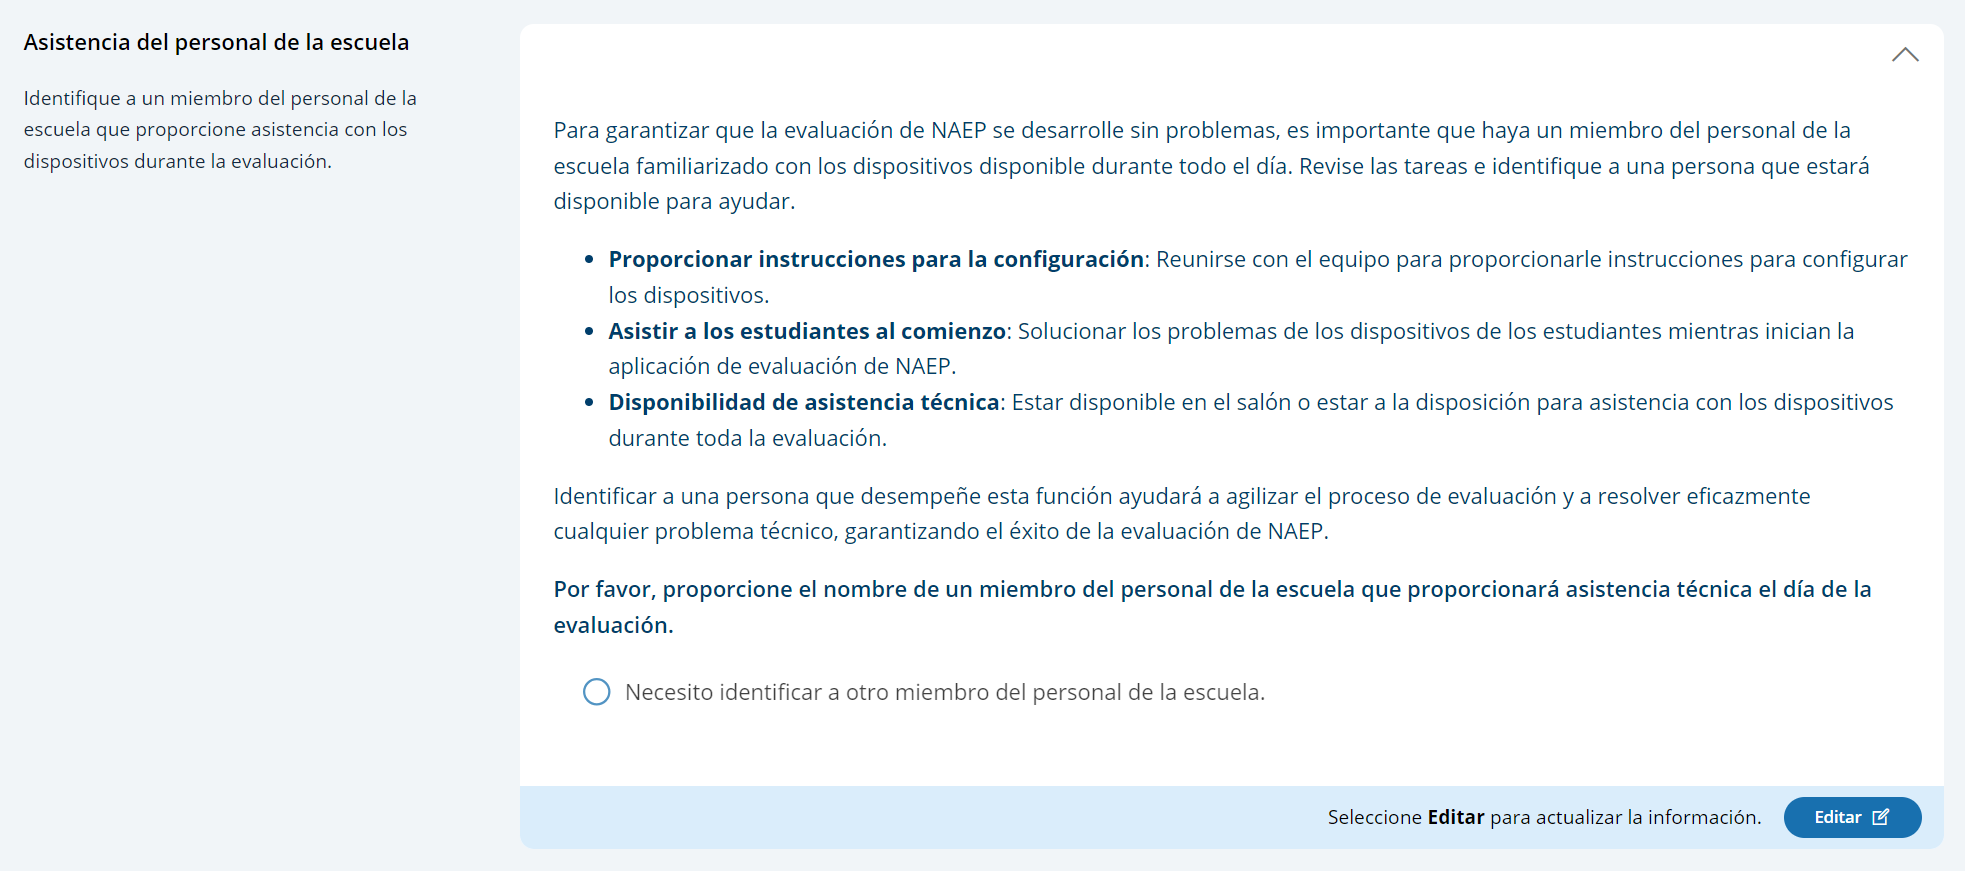 Asistencia del personal de la escuela
Identifique a un miembro del personal de la
escuela que proporcione asistencia con los
dispositivos durante la evaluación.
Para garantizar que la evaluación de NAEP se desarrolle sin problemas, es importante que haya un miembro del personal de la
escuela familiarizado con los dispositivos disponible durante todo el día. Revise las tareas e identifique a una persona que estará
disponible para ayudar.
• Proporcionar instrucciones para la configuración: Reunirse con el equipo para proporcionarle instrucciones para configurar
los dispositivos.
• Asistir a los estudiantes al comienzo: Solucionar los problemas de los dispositivos de los estudiantes mientras inician la
aplicación de evaluación de NAEP.
• Disponibilidad de asistencia técnica: Estar disponible en el salón o estar a la disposición para asistencia con los dispositivos
durante toda la evaluación.
Identificar a una persona que desempeñe esta función ayudará a agilizar el proceso de evaluación y a resolver eficazmente
cualquier problema técnico, garantizando el éxito de la evaluación de NAEP.
Por favor, proporcione el nombre de un miembro del personal de la escuela que proporcionará asistencia técnica el día de la
evaluación.
Necesito identificar a otro miembro del personal de la escuela.
Seleccione Editar para actualizar la información.
Editar